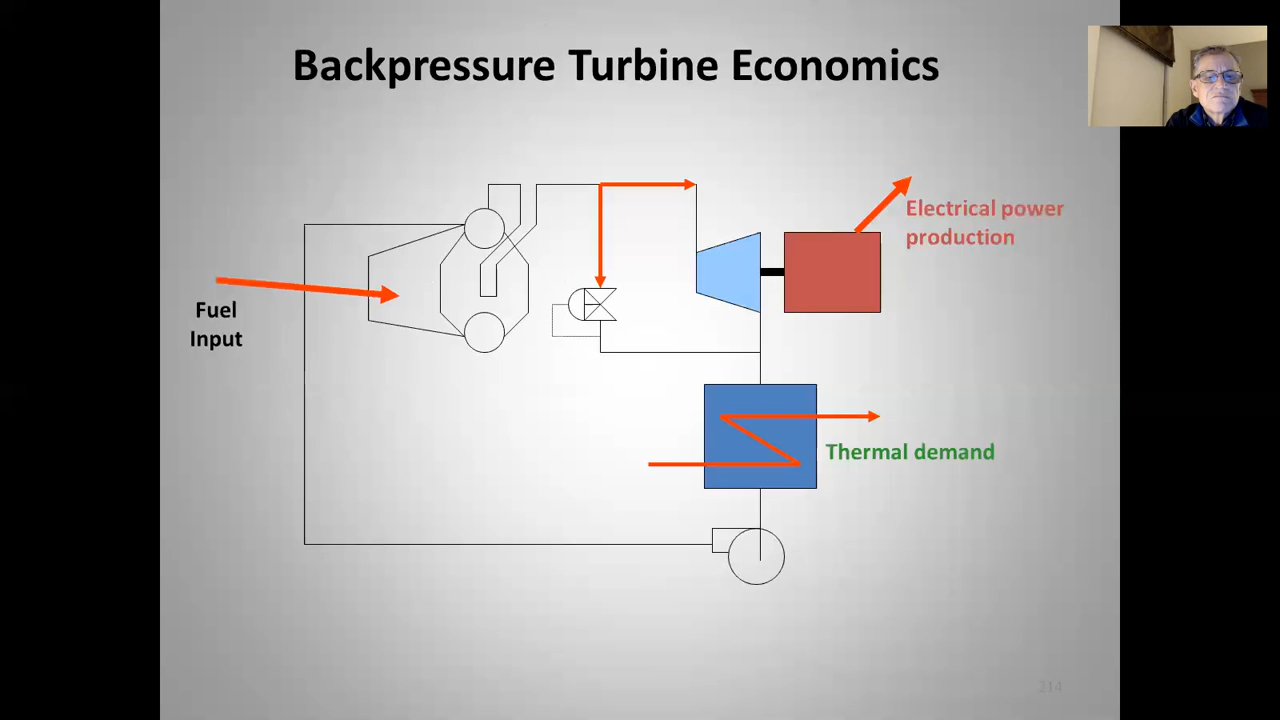 Backpressure Turbine Economics
Electrical power
production
Fuel
Input
Thermal demand
214